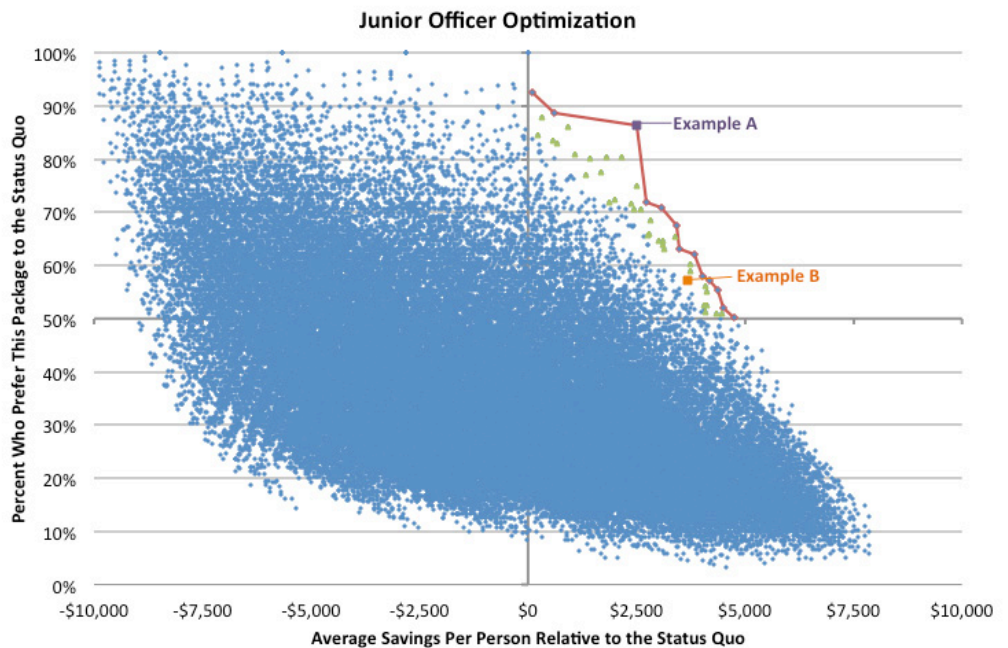 Junior Officer Optimization
100%
90%
80%
70%
60%
50%
40%
30%
20%
10%
0%
Percent Who Prefer This Package to the Status Quo
Example A
Example B
-$10,000 -$7,500 -$5,000 -$2,500 $0 $2,500 $5,000 $7,500 $10,000
Average Savings Per Person Relative to the Status Quo